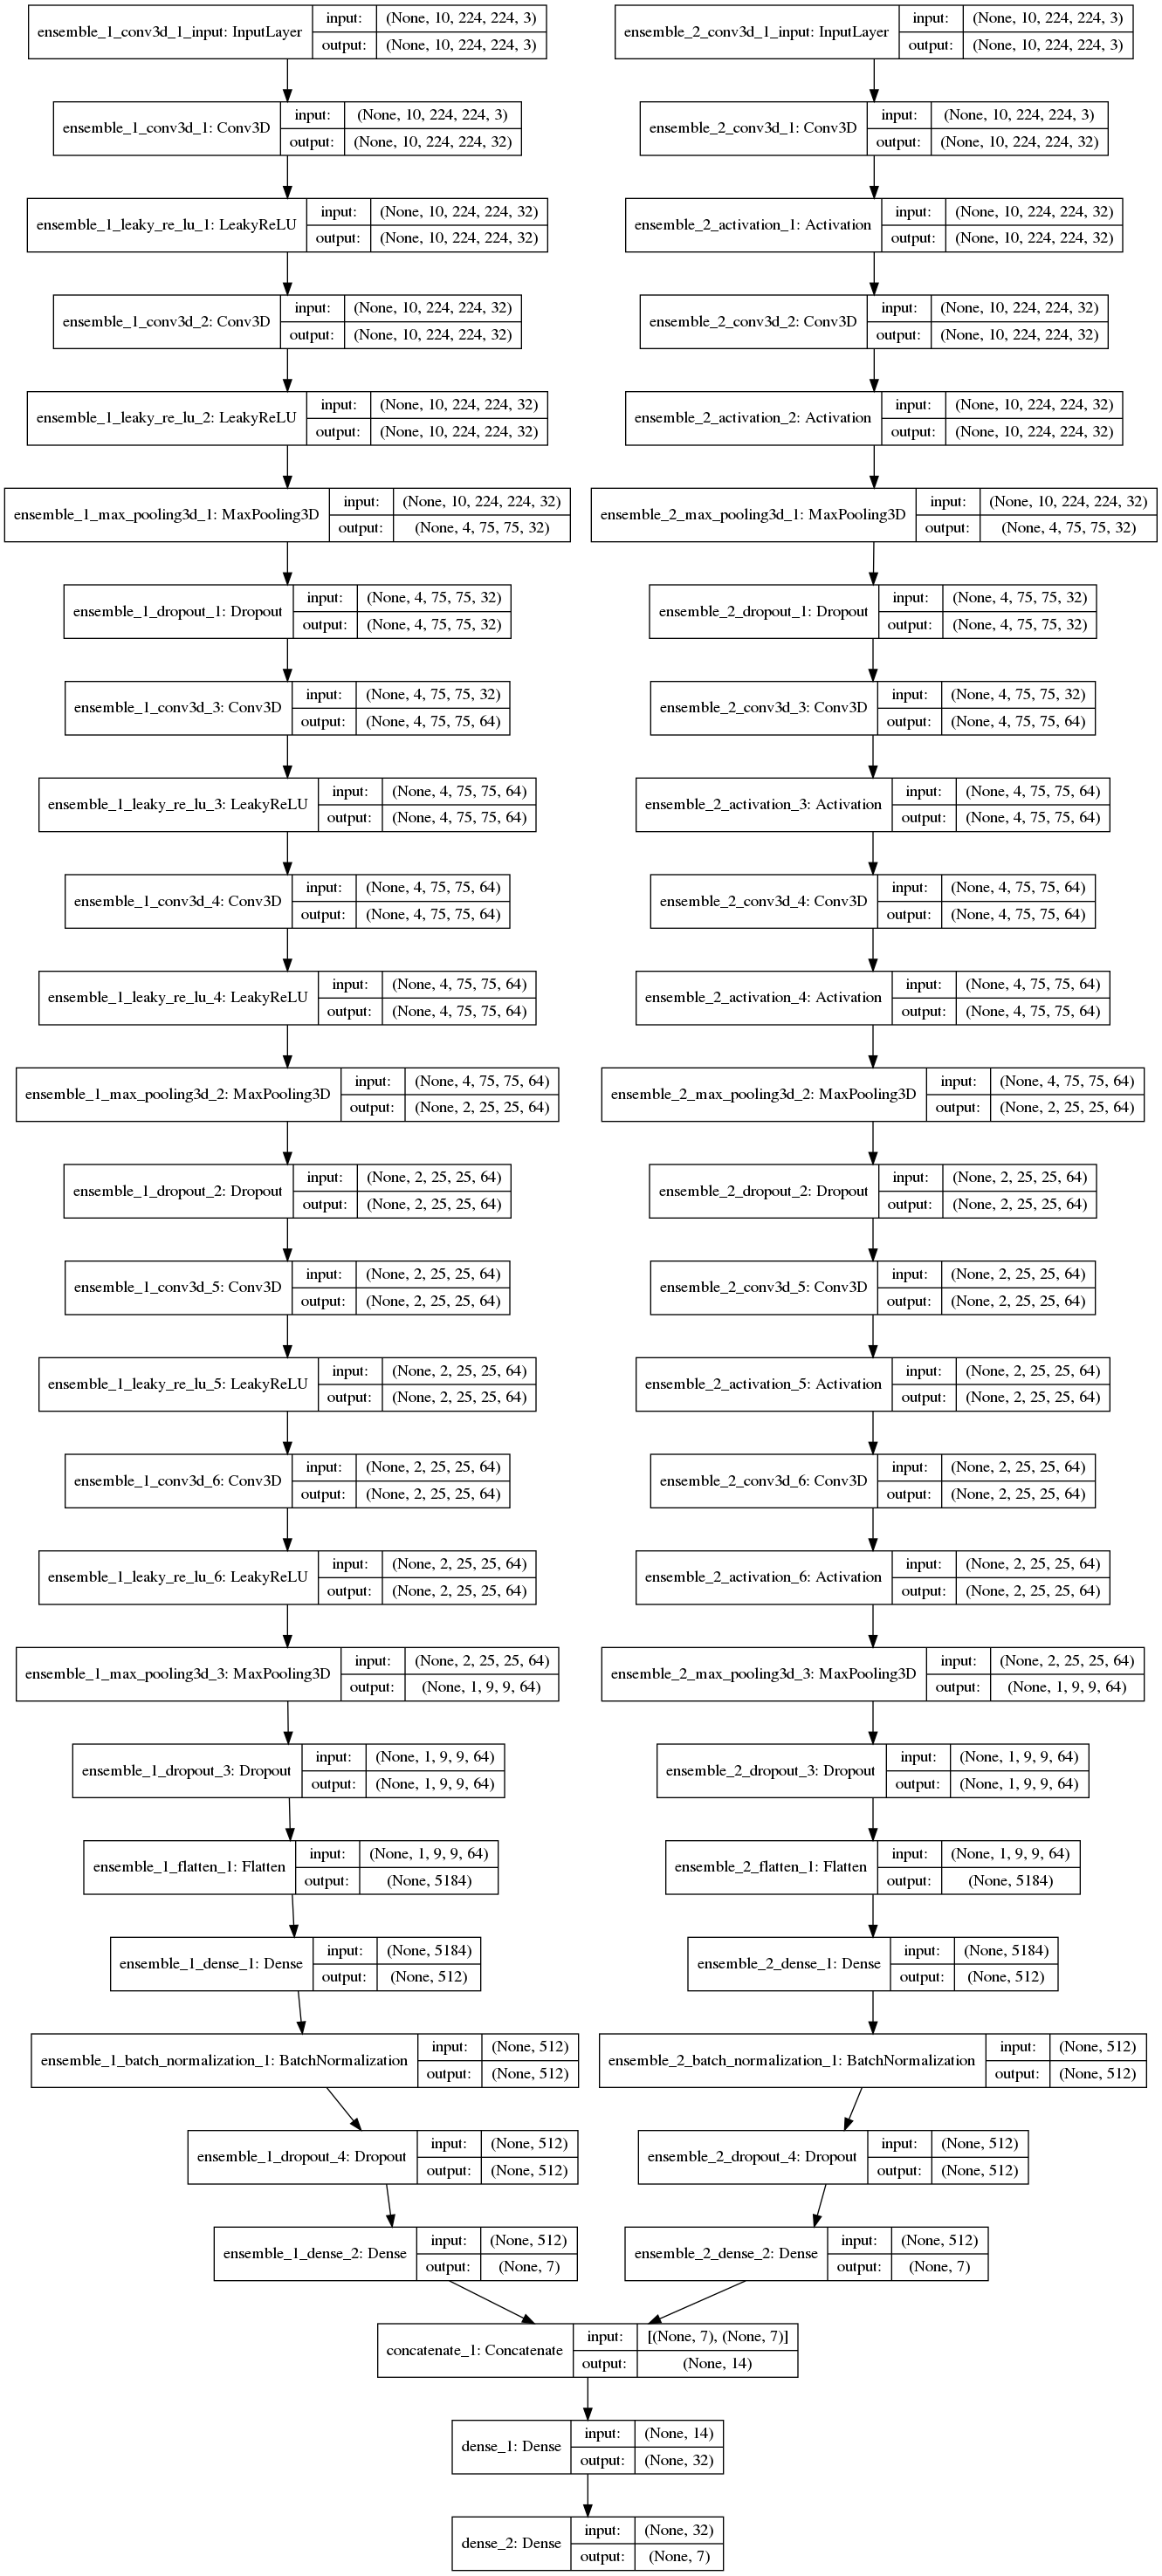 ensemble_1_conv3d_1_input: InputLayer input: (None, 10, 224, 224, 3)
output: (None, 10, 224, 224, 3)
ensemble_2_conv3d_1_input: InputLayer input: (None, 10, 224, 224, 3)
output: (None, 10, 224, 224, 3)
ensemble_1_conv3d_1: Conv3D input: (None, 10, 224, 224, 3)
output: (None, 10, 224, 224, 32)
ensemble_2_conv3d_1: Conv3D input: (None, 10, 224, 224, 3)
output: (None, 10, 224, 224, 32)
ensemble_1_leaky_re_lu_1: LeakyReLU input: (None, 10, 224, 224, 32)
output: (None, 10, 224, 224, 32)
ensemble_2_activation_1: Activation input: (None, 10, 224, 224, 32)
output: (None, 10, 224, 224, 32)
ensemble_1_conv3d_2: Conv3D input: (None, 10, 224, 224, 32)
output: (None, 10, 224, 224, 32)
ensemble_2_conv3d_2: Conv3D input: (None, 10, 224, 224, 32)
output: (None, 10, 224, 224, 32)
ensemble_1_leaky_re_lu_2: LeakyReLU input: (None, 10, 224, 224, 32)
output: (None, 10, 224, 224, 32)
ensemble_2_activation_2: Activation input: (None, 10, 224, 224, 32)
output: (None, 10, 224, 224, 32)
ensemble_1_max_pooling3d_1: MaxPooling3D input: (None, 10, 224, 224, 32)
output: (None, 4, 75, 75, 32)
ensemble_2_max_pooling3d_1: MaxPooling3D input: (None, 10, 224, 224, 32)
output: (None, 4, 75, 75, 32)
ensemble_1_dropout_1: Dropout input: (None, 4, 75, 75, 32)
output: (None, 4, 75, 75, 32)
ensemble_2_dropout_1: Dropout input: (None, 4, 75, 75, 32)
output: (None, 4, 75, 75, 32)
ensemble_1_conv3d_3: Conv3D input: (None, 4, 75, 75, 32)
output: (None, 4, 75, 75, 64)
ensemble_2_conv3d_3: Conv3D input: (None, 4, 75, 75, 32)
output: (None, 4, 75, 75, 64)
ensemble_1_leaky_re_lu_3: LeakyReLU input: (None, 4, 75, 75, 64)
output: (None, 4, 75, 75, 64)
ensemble_2_activation_3: Activation input: (None, 4, 75, 75, 64)
output: (None, 4, 75, 75, 64)
ensemble_1_conv3d_4: Conv3D input: (None, 4, 75, 75, 64)
output: (None, 4, 75, 75, 64)
ensemble_2_conv3d_4: Conv3D input: (None, 4, 75, 75, 64)
output: (None, 4, 75, 75, 64)
ensemble_1_leaky_re_lu_4: LeakyReLU input: (None, 4, 75, 75, 64)
output: (None, 4, 75, 75, 64)
ensemble_2_activation_4: Activation input: (None, 4, 75, 75, 64)
output: (None, 4, 75, 75, 64)
ensemble_1_max_pooling3d_2: MaxPooling3D input: (None, 4, 75, 75, 64)
output: (None, 2, 25, 25, 64)
ensemble_2_max_pooling3d_2: MaxPooling3D input: (None, 4, 75, 75, 64)
output: (None, 2, 25, 25, 64)
ensemble_1_dropout_2: Dropout input: (None, 2, 25, 25, 64)
output: (None, 2, 25, 25, 64)
ensemble_2_dropout_2: Dropout input: (None, 2, 25, 25, 64)
output: (None, 2, 25, 25, 64)
ensemble_1_conv3d_5: Conv3D input: (None, 2, 25, 25, 64)
output: (None, 2, 25, 25, 64)
ensemble_2_conv3d_5: Conv3D input: (None, 2, 25, 25, 64)
output: (None, 2, 25, 25, 64)
ensemble_1_leaky_re_lu_5: LeakyReLU input: (None, 2, 25, 25, 64)
output: (None, 2, 25, 25, 64)
ensemble_2_activation_5: Activation input: (None, 2, 25, 25, 64)
output: (None, 2, 25, 25, 64)
ensemble_1_conv3d_6: Conv3D input: (None, 2, 25, 25, 64)
output: (None, 2, 25, 25, 64)
ensemble_2_conv3d_6: Conv3D input: (None, 2, 25, 25, 64)
output: (None, 2, 25, 25, 64)
ensemble_1_leaky_re_lu_6: LeakyReLU input: (None, 2, 25, 25, 64)
output: (None, 2, 25, 25, 64)
ensemble_2_activation_6: Activation input: (None, 2, 25, 25, 64)
output: (None, 2, 25, 25, 64)
ensemble_1_max_pooling3d_3: MaxPooling3D input: (None, 2, 25, 25, 64)
output: (None, 1, 9, 9, 64)
ensemble_2_max_pooling3d_3: MaxPooling3D input: (None, 2, 25, 25, 64)
output: (None, 1, 9, 9, 64)
ensemble_1_dropout_3: Dropout input: (None, 1, 9, 9, 64)
output: (None, 1, 9, 9, 64)
ensemble_2_dropout_3: Dropout input: (None, 1, 9, 9, 64)
output: (None, 1, 9, 9, 64)
ensemble_1_flatten_1: Flatten input: (None, 1, 9, 9, 64)
output: (None, 5184)
ensemble_2_flatten_1: Flatten input: (None, 1, 9, 9, 64)
output: (None, 5184)
ensemble_1_dense_1: Dense input: (None, 5184)
output: (None, 512)
ensemble_2_dense_1: Dense input: (None, 5184)
output: (None, 512)
ensemble_1_batch_normalization_1: BatchNormalization input: (None, 512)
output: (None, 512)
ensemble_2_batch_normalization_1: BatchNormalization input: (None, 512)
output: (None, 512)
ensemble_1_dropout_4: Dropout input: (None, 512)
output: (None, 512)
ensemble_2_dropout_4: Dropout input: (None, 512)
output: (None, 512)
ensemble_1_dense_2: Dense input: (None, 512)
output: (None, 7)
ensemble_2_dense_2: Dense input: (None, 512)
output: (None, 7)
concatenate_1: Concatenate input: [(None, 7), (None, 7)]
output: (None, 14)
dense_1: Dense input: (None, 14)
output: (None, 32)
dense_2: Dense input: (None, 32)
output: (None, 7)